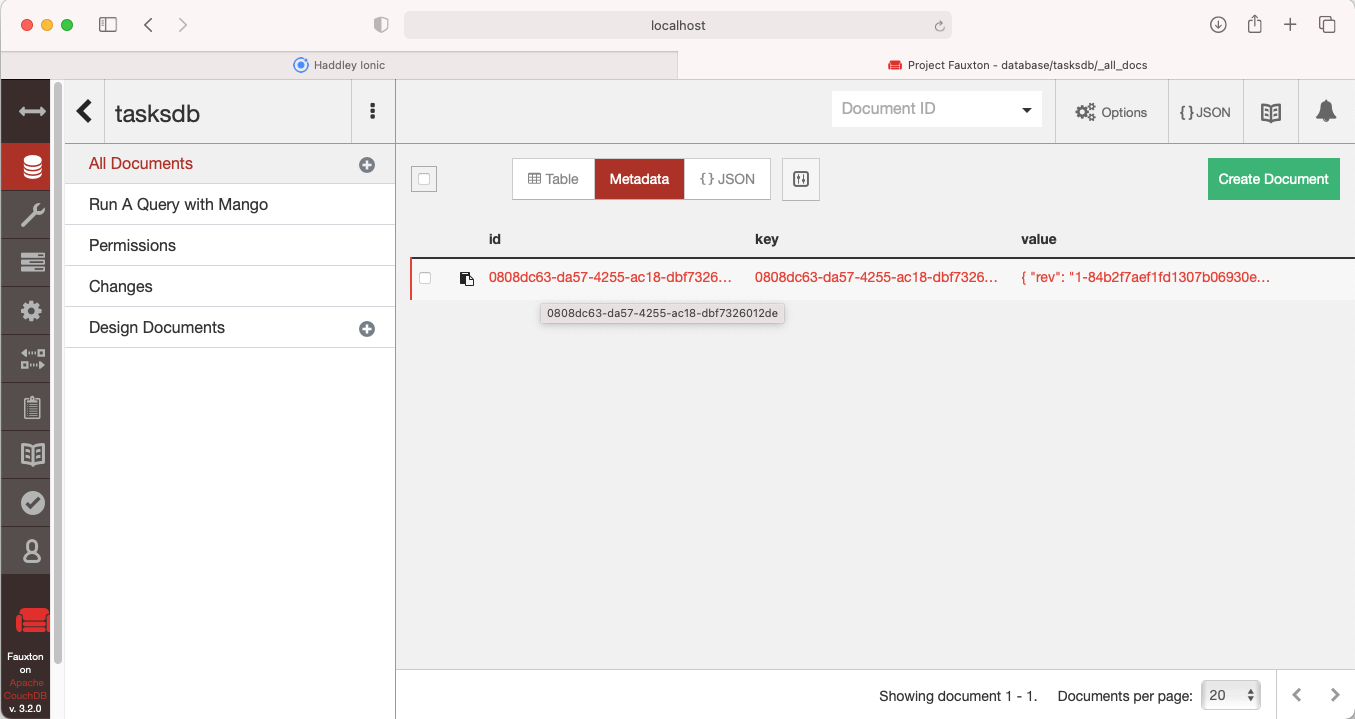 localhost
Haddley Ionic
Project Fauxton - database/tasksdb/_all_docs
tasksdb
Document ID
Options
{ } JSON
All Documents
Run A Query with Mango
Permissions
Changes
Design Documents
Table
Metadata
{ } JSON
Create Document
id key value
0808dc63-da57-4255-ac18-dbf7326... 0808dc63-da57-4255-ac18-dbf7326... { "rev": "1-84b2f7aef1fd1307b06930e...
0808dc63-da57-4255-ac18-dbf7326012de
Fauxton
on
Apache
CouchDB
v. 3.2.0
Showing document 1 - 1. Documents per page: 20